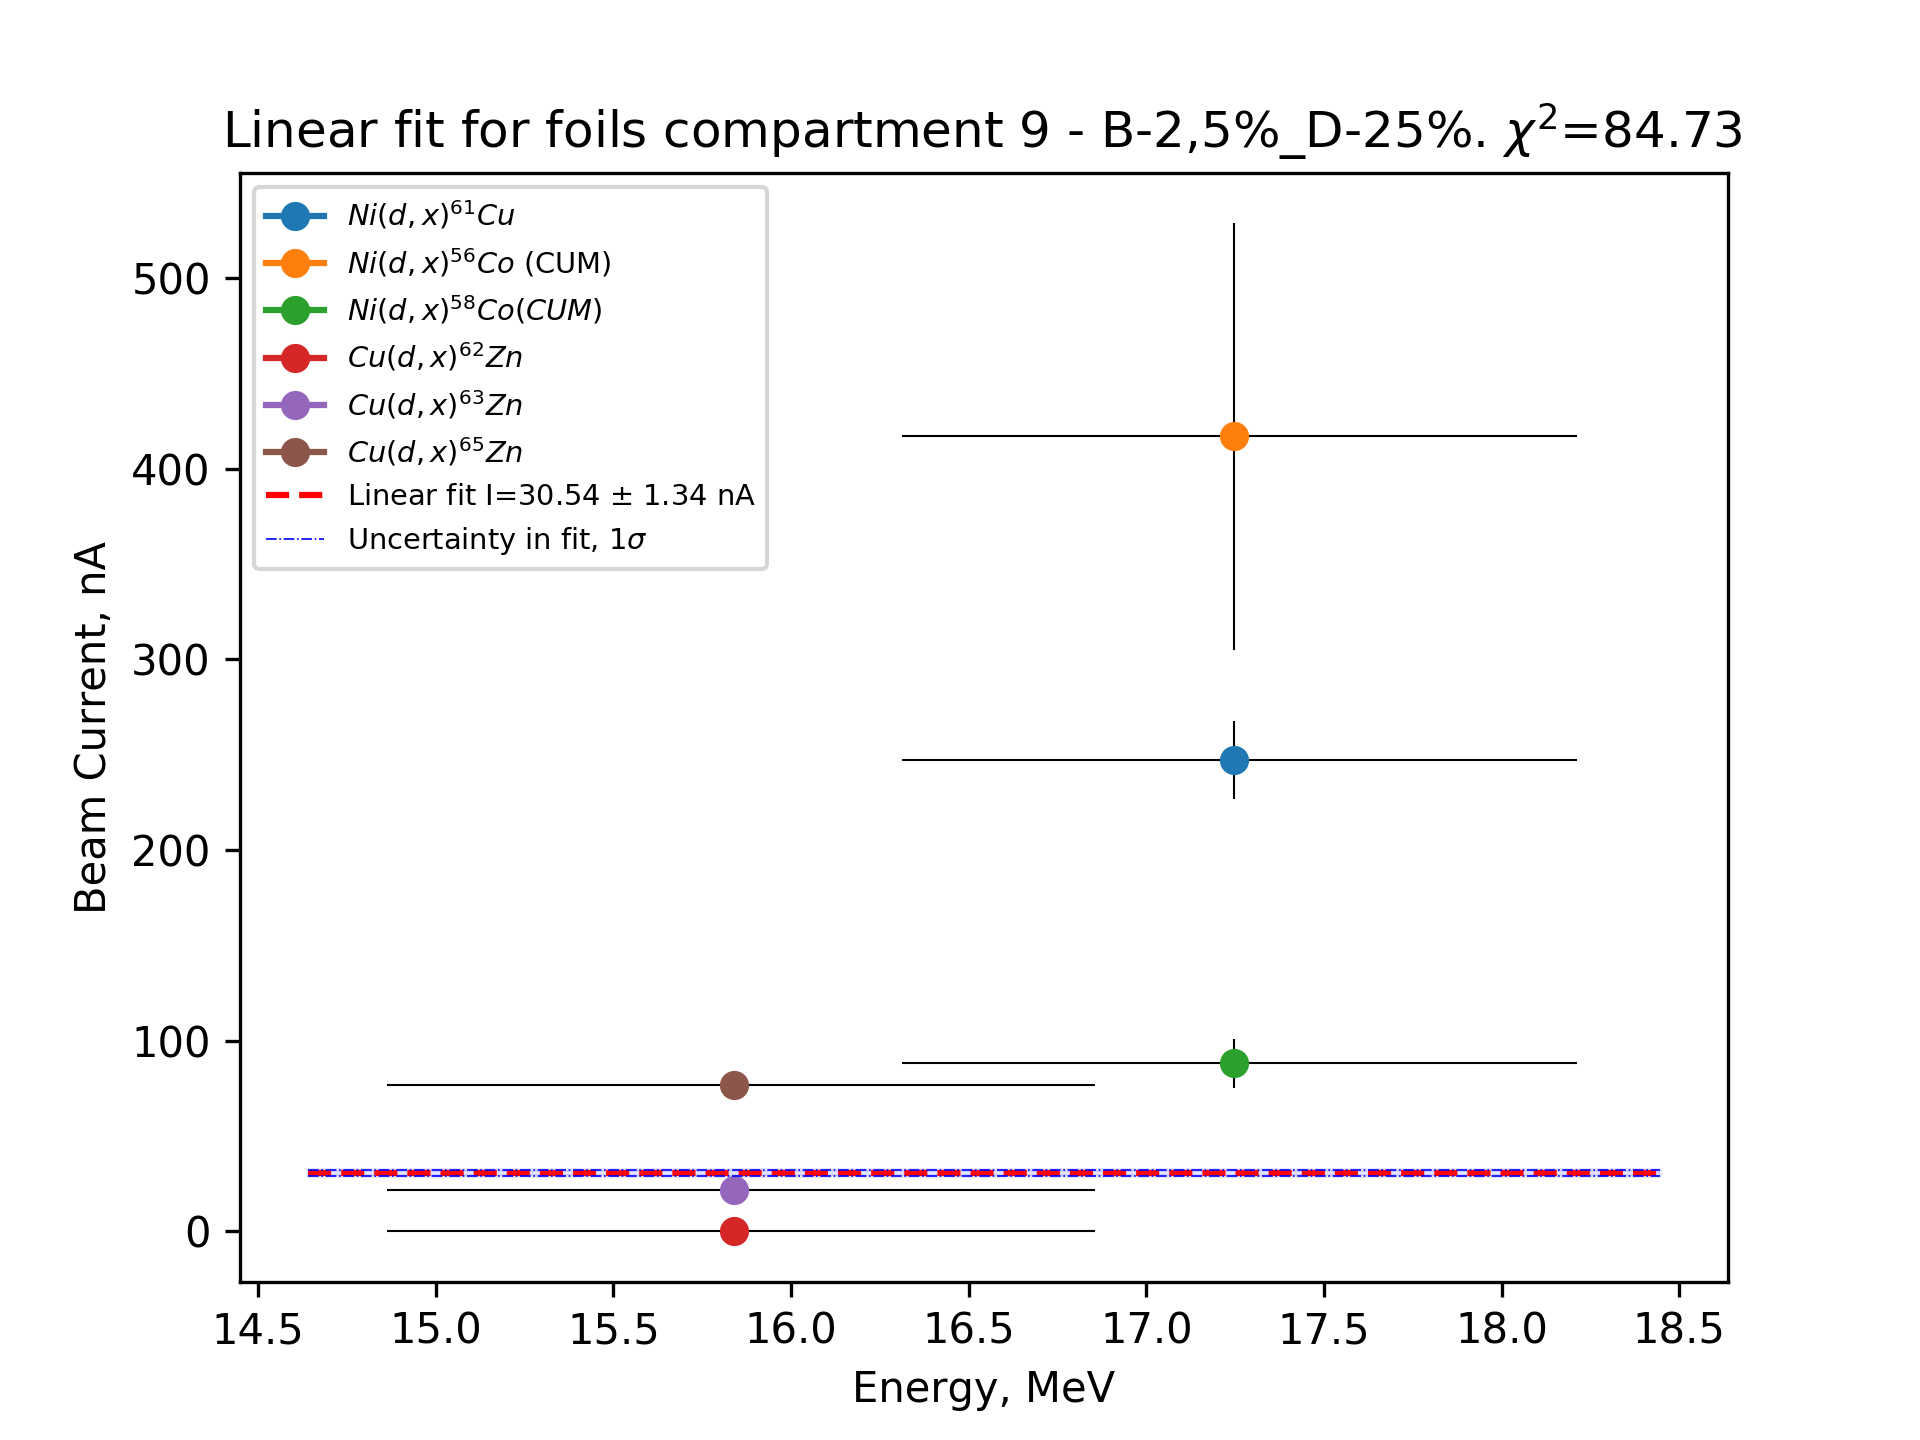 Linear fit for foils compartment 9 - B-2,5%_D-25%. χ²=84.73
Ni(d, x)⁶¹Cu
Ni(d, x)⁵⁶Co (CUM)
Ni(d, x)⁵⁸Co(CUM)
Cu(d, x)⁶²Zn
Cu(d, x)⁶³Zn
Cu(d, x)⁶⁵Zn
Linear fit I=30.54 ± 1.34 nA
Uncertainty in fit, 1σ
Beam Current, nA
500
400
300
200
100
0
14.5 15.0 15.5 16.0 16.5 17.0 17.5 18.0 18.5
Energy, MeV